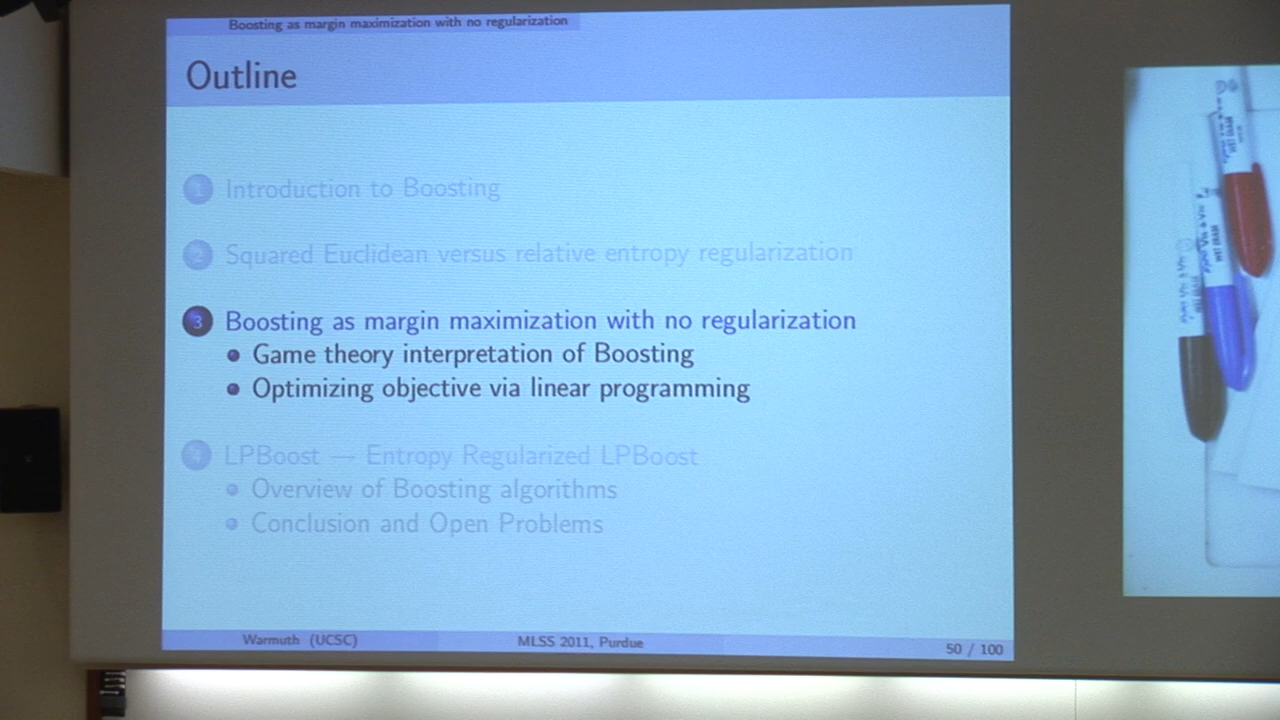 Boosting as margin maximization with no regularization
Outline
1 Introduction to Boosting
2 Squared Euclidean versus relative entropy regularization
3 Boosting as margin maximization with no regularization
Game theory interpretation of Boosting
Optimizing objective via linear programming
4 LPBoost — Entropy Regularized LPBoost
Overview of Boosting algorithms
Conclusion and Open Problems
Warmuth (UCSC) MLSS 2011, Purdue 50 / 100